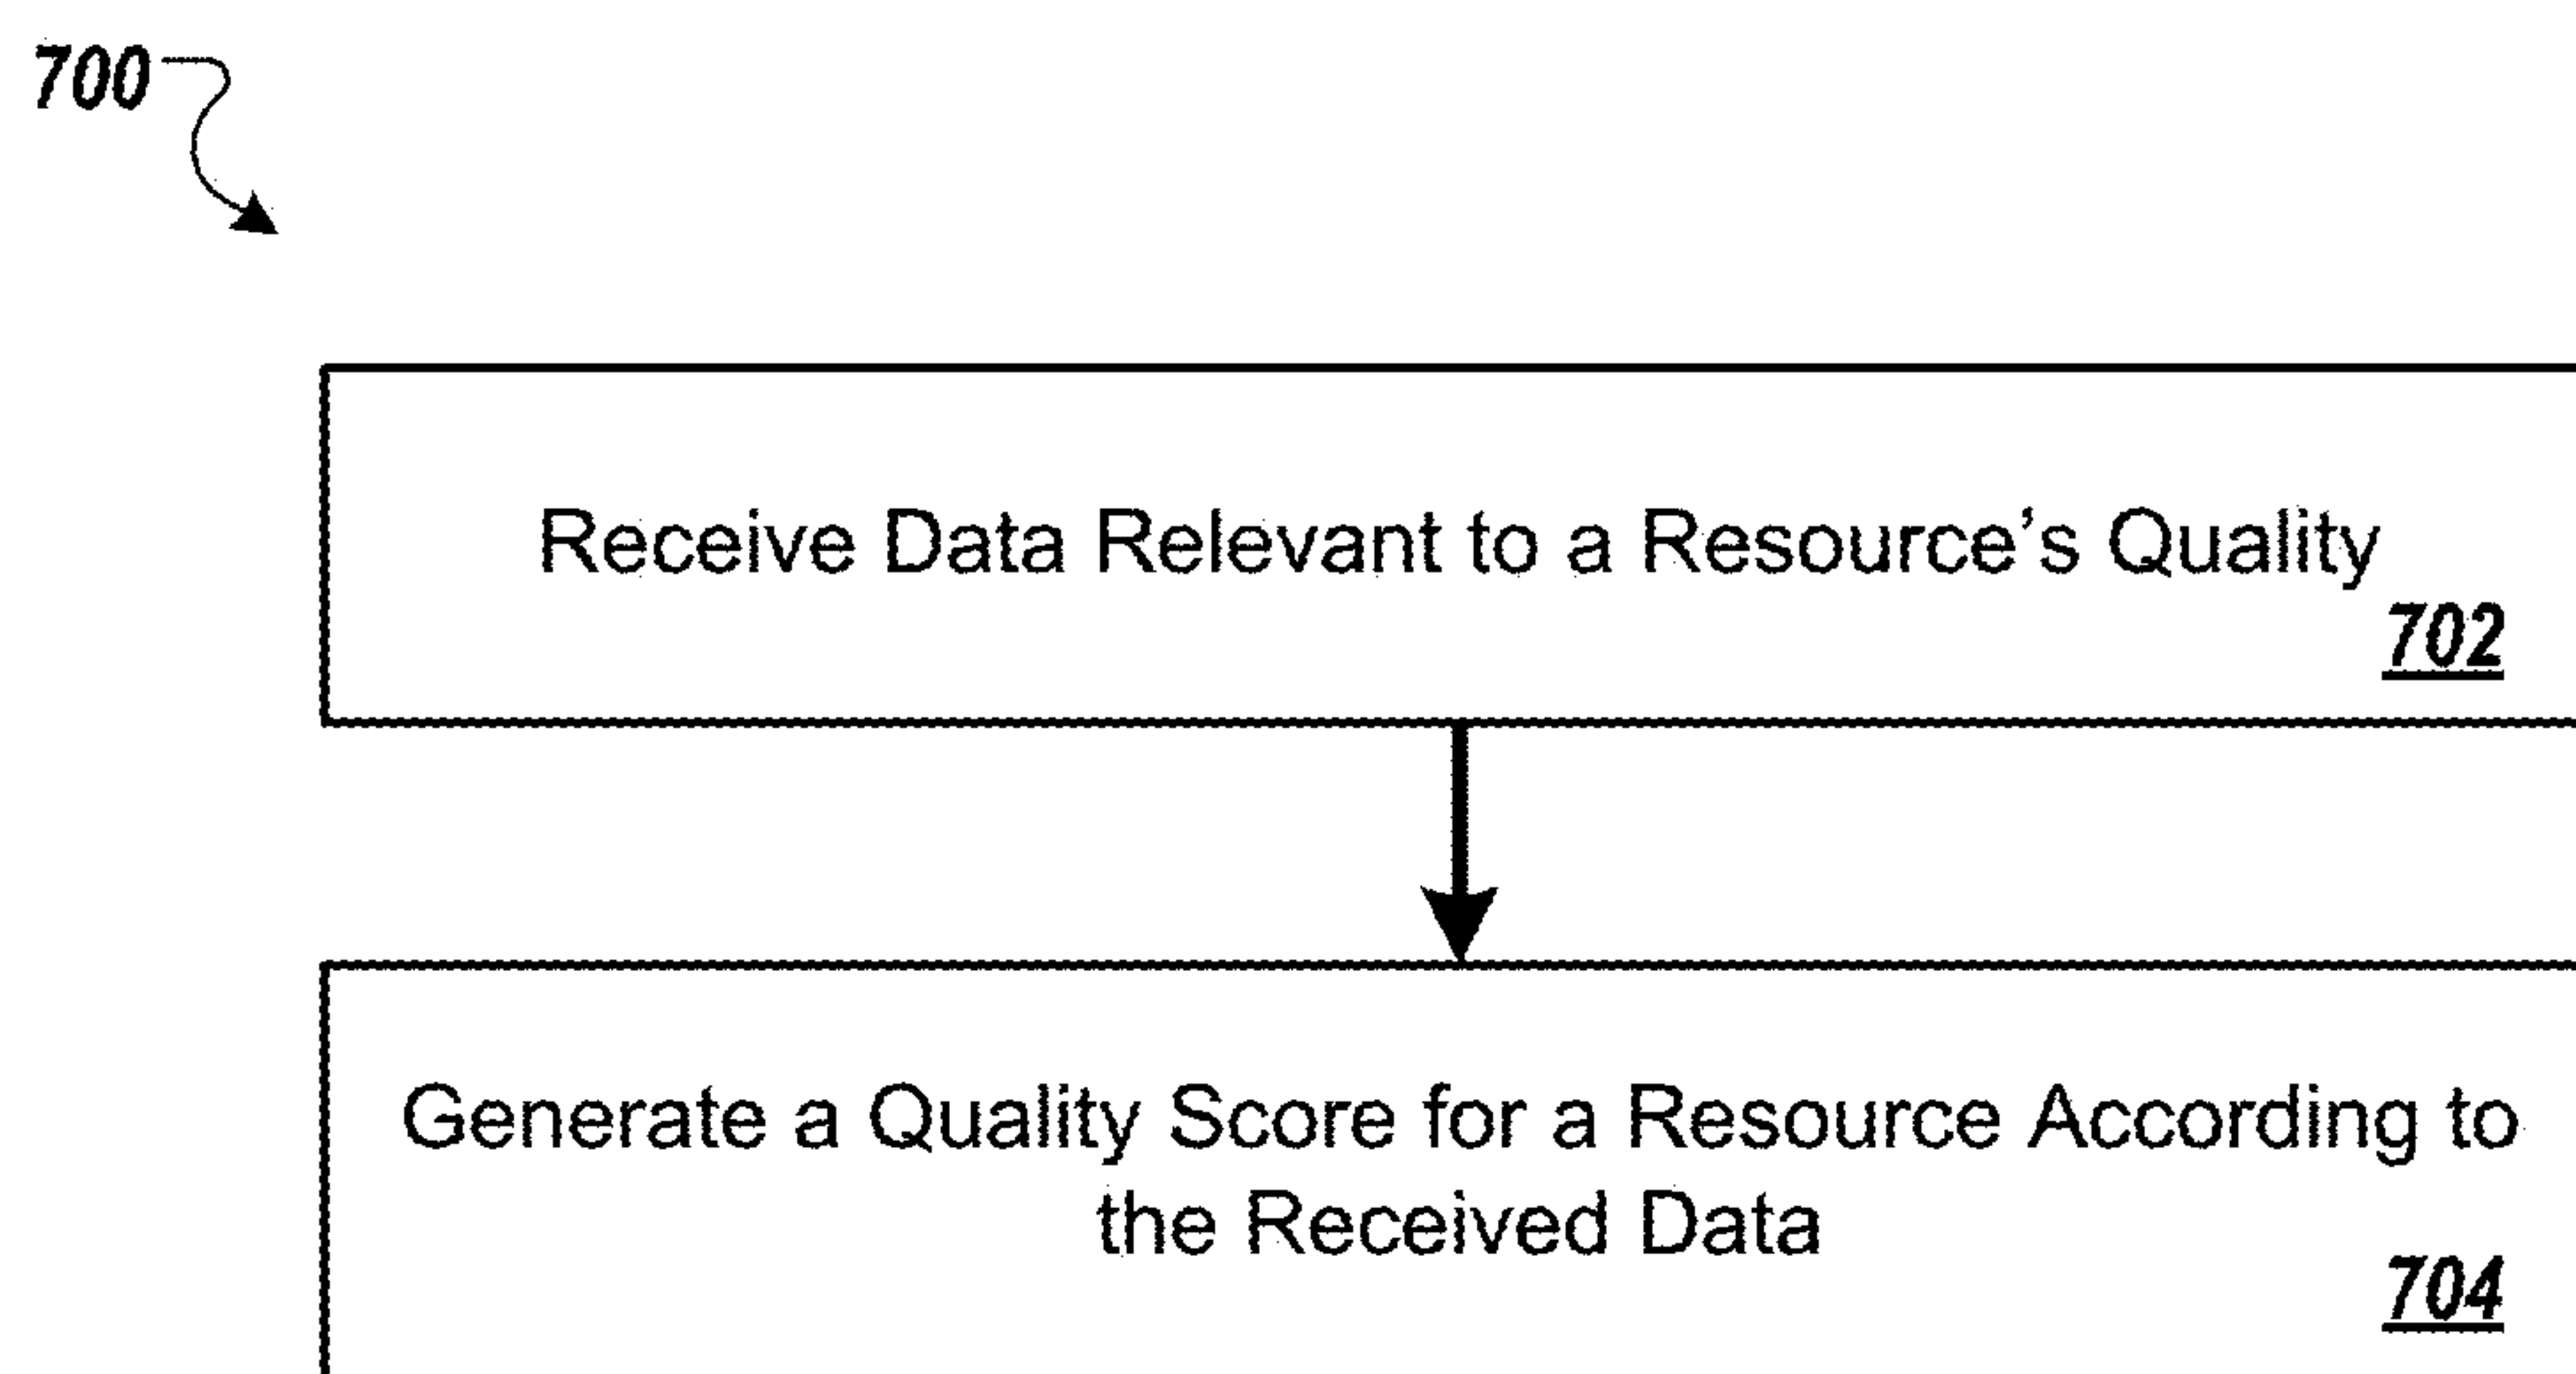 700
Receive Data Relevant to a Resource’s Quality
702
Generate a Quality Score for a Resource According to
the Received Data
704